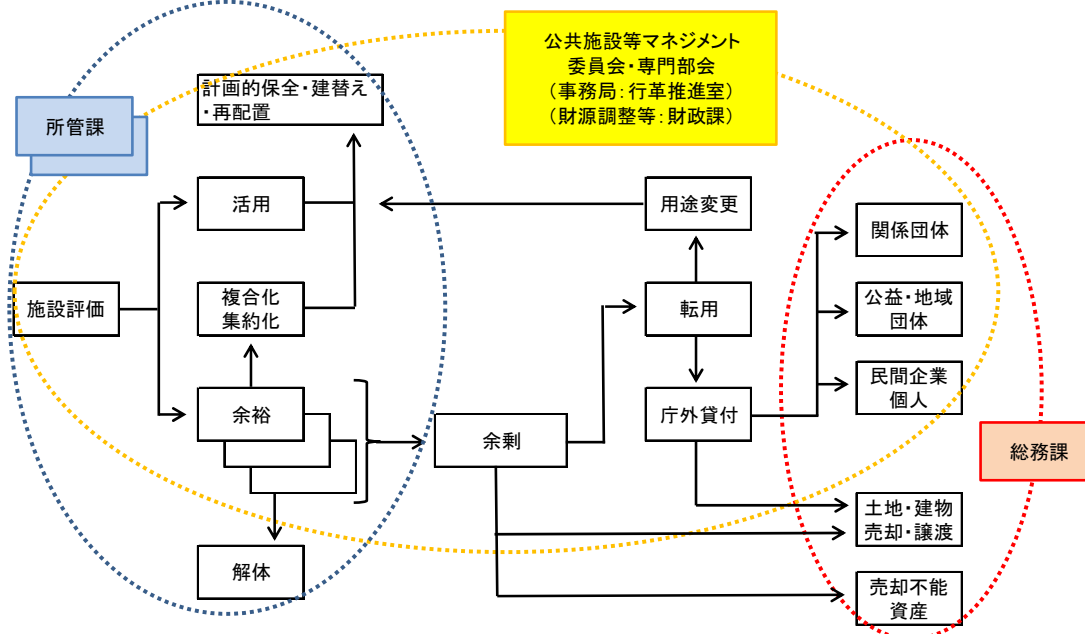 公共施設等マネジメント
委員会・専門部会
(事務局:行革推進室)
(財源調整等:財政課)
計画的保全・建替え
・再配置
所管課
活用
用途変更
関係団体
施設評価
複合化
集約化
転用
公益・地域
団体
民間企業
個人
余裕
余剰
庁外貸付
総務課
土地・建物
売却・譲渡
解体
売却不能
資産